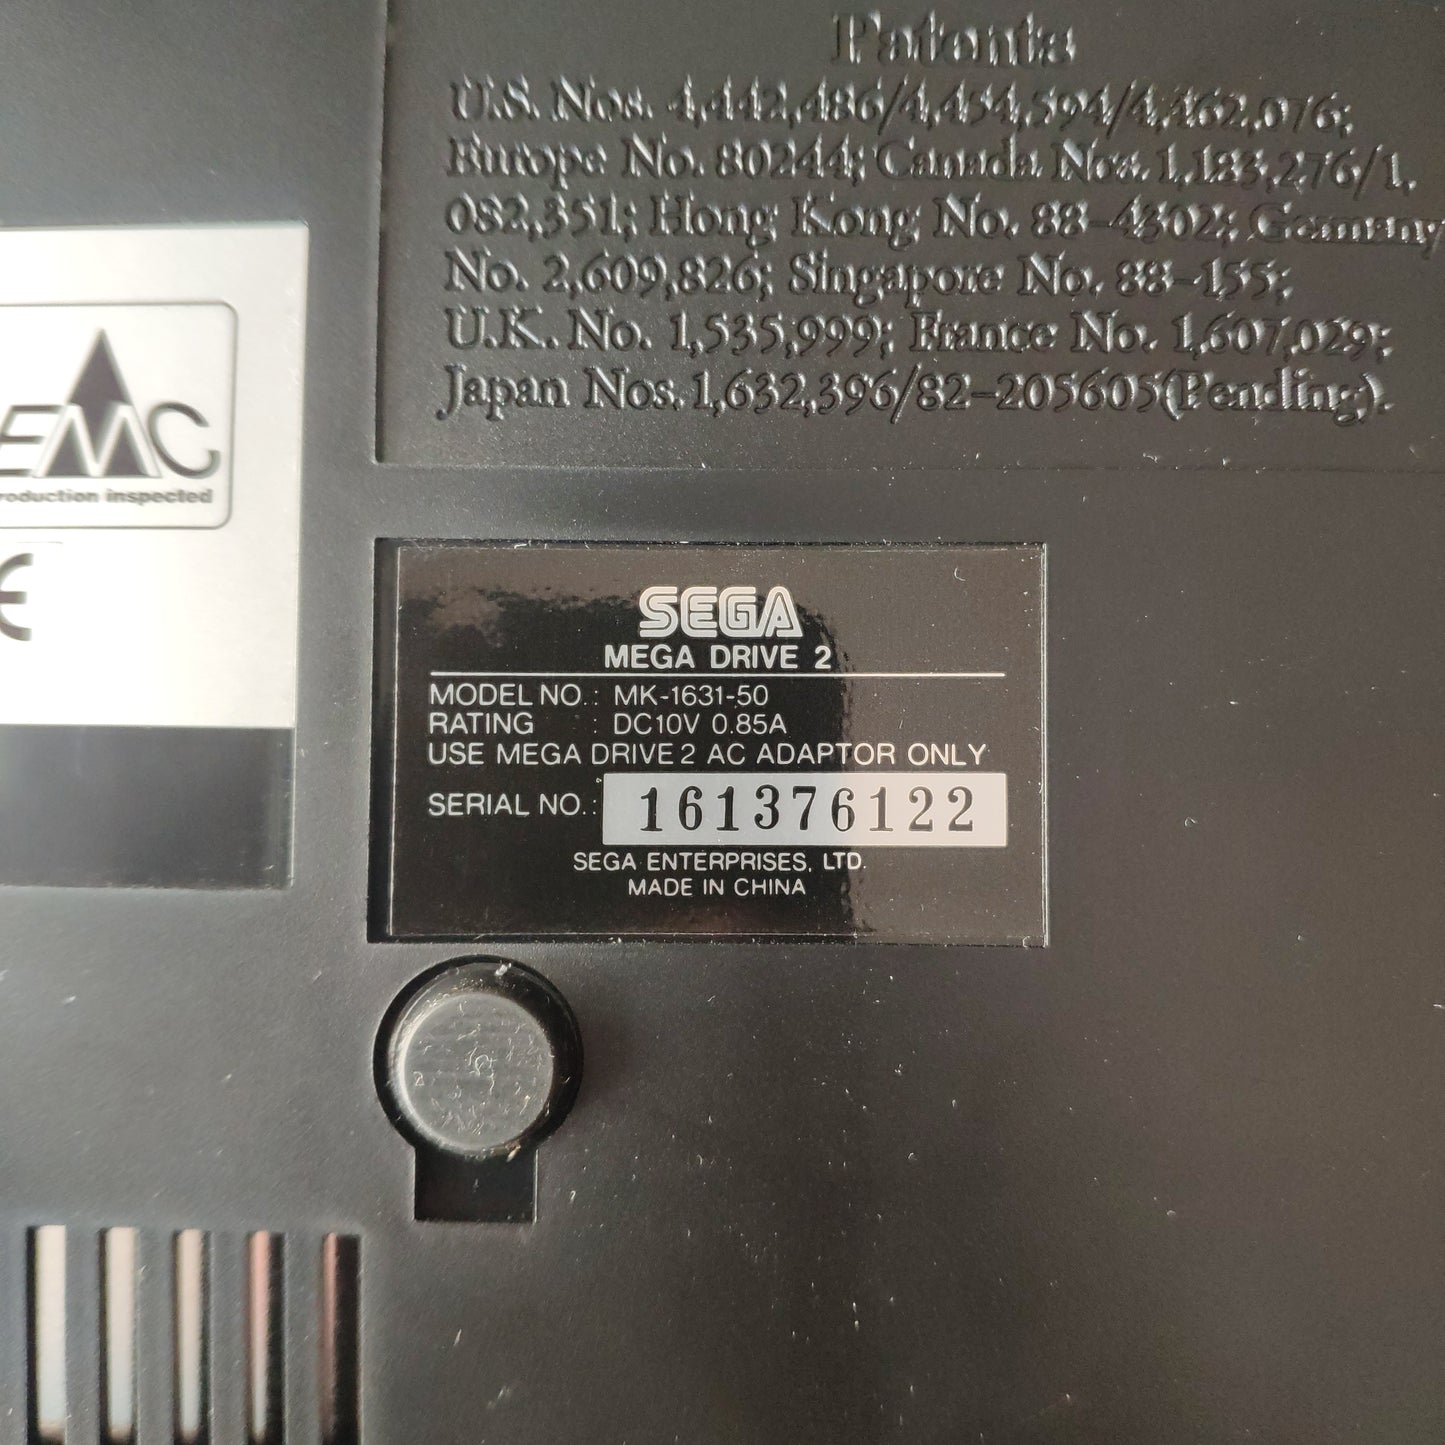 Patents
U.S. Nos. 4,442,486/4,454,594/4,462,076;
Europe No. 80244; Canada Nos. 1,183,276/1,
082,351; Hong Kong No. 88-4302; Germany
No. 2,609,826; Singapore No. 88-155;
U.K. No. 1,535,999; France No. 1,607,029;
Japan Nos. 1,632,396/82-205605(Pending).
EMC
roduction inspected
CE
SEGA
MEGA DRIVE 2
MODEL NO. : MK-1631-50
RATING : DC10V 0.85A
USE MEGA DRIVE 2 AC ADAPTOR ONLY
SERIAL NO. : 161376122
SEGA ENTERPRISES, LTD.
MADE IN CHINA